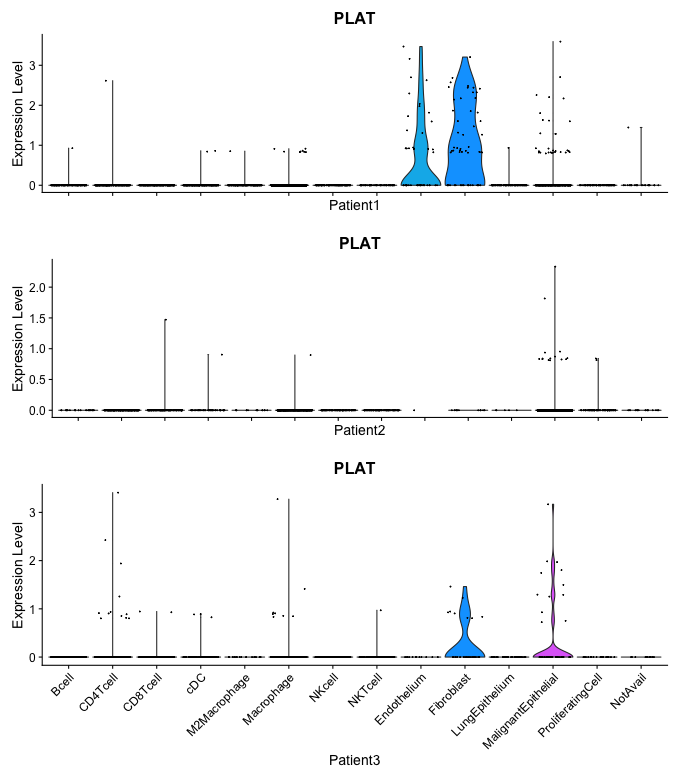 PLAT
Expression Level
3
2
1
0
Patient1
PLAT
Expression Level
2.0
1.5
1.0
0.5
0.0
Patient2
PLAT
Expression Level
3
2
1
0
Bcell
CD4Tcell
CD8Tcell
cDC
M2Macrophage
Macrophage
NKcell
NKTcell
Endothelium
Fibroblast
LungEpithelium
MalignantEpithelial
ProliferatingCell
NotAvail
Patient3